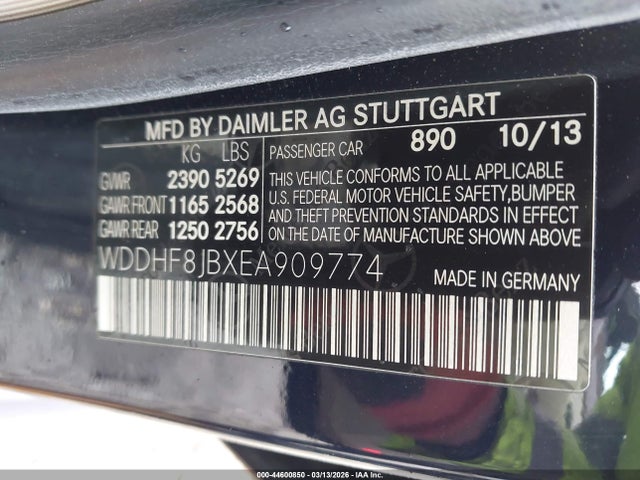 MFD BY DAIMLER AG STUTTGART
KG LBS
PASSENGER CAR 890 10/13
GVWR 2390 5269
GAWR FRONT 1165 2568
GAWR REAR 1250 2756
THIS VEHICLE CONFORMS TO ALL APPLICABLE
U.S. FEDERAL MOTOR VEHICLE SAFETY,BUMPER
AND THEFT PREVENTION STANDARDS IN EFFECT
ON THE DATE OF MANUFACTURE SHOWN ABOVE.
WDDHF8JBXEA909774
MADE IN GERMANY
000-44600850 | 03/13/2026 - IAA Inc.